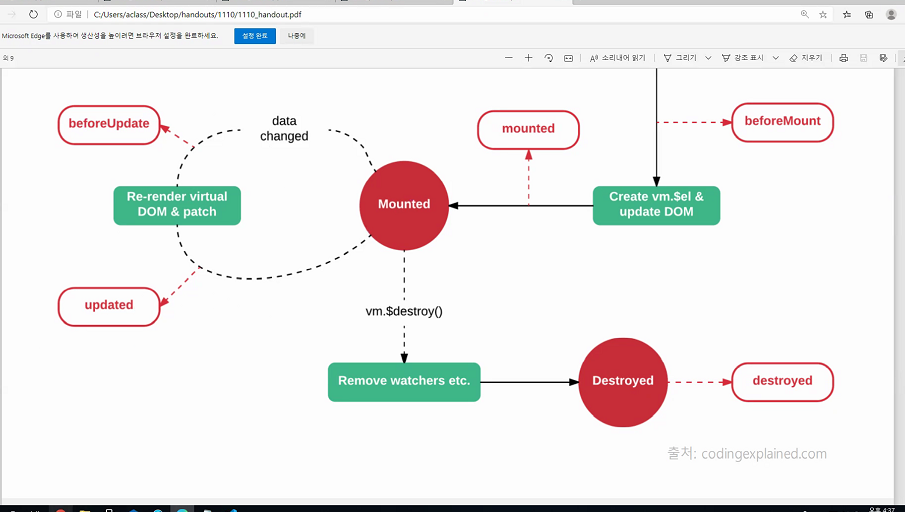 파일
C:/Users/aclass/Desktop/handouts/1110/1110_handout.pdf
Microsoft Edge를 사용하여 생산성을 높이려면 브라우저 설정을 완료하세요.
설정 완료
나중에
의 9
소리내어 읽기
그리기
강조 표시
지우기
beforeUpdate
data
changed
mounted
beforeMount
Re-render virtual
DOM & patch
Mounted
Create vm.$el &
update DOM
updated
vm.$destroy()
Remove watchers etc.
Destroyed
destroyed
출처: codingexplained.com
오후 4:37